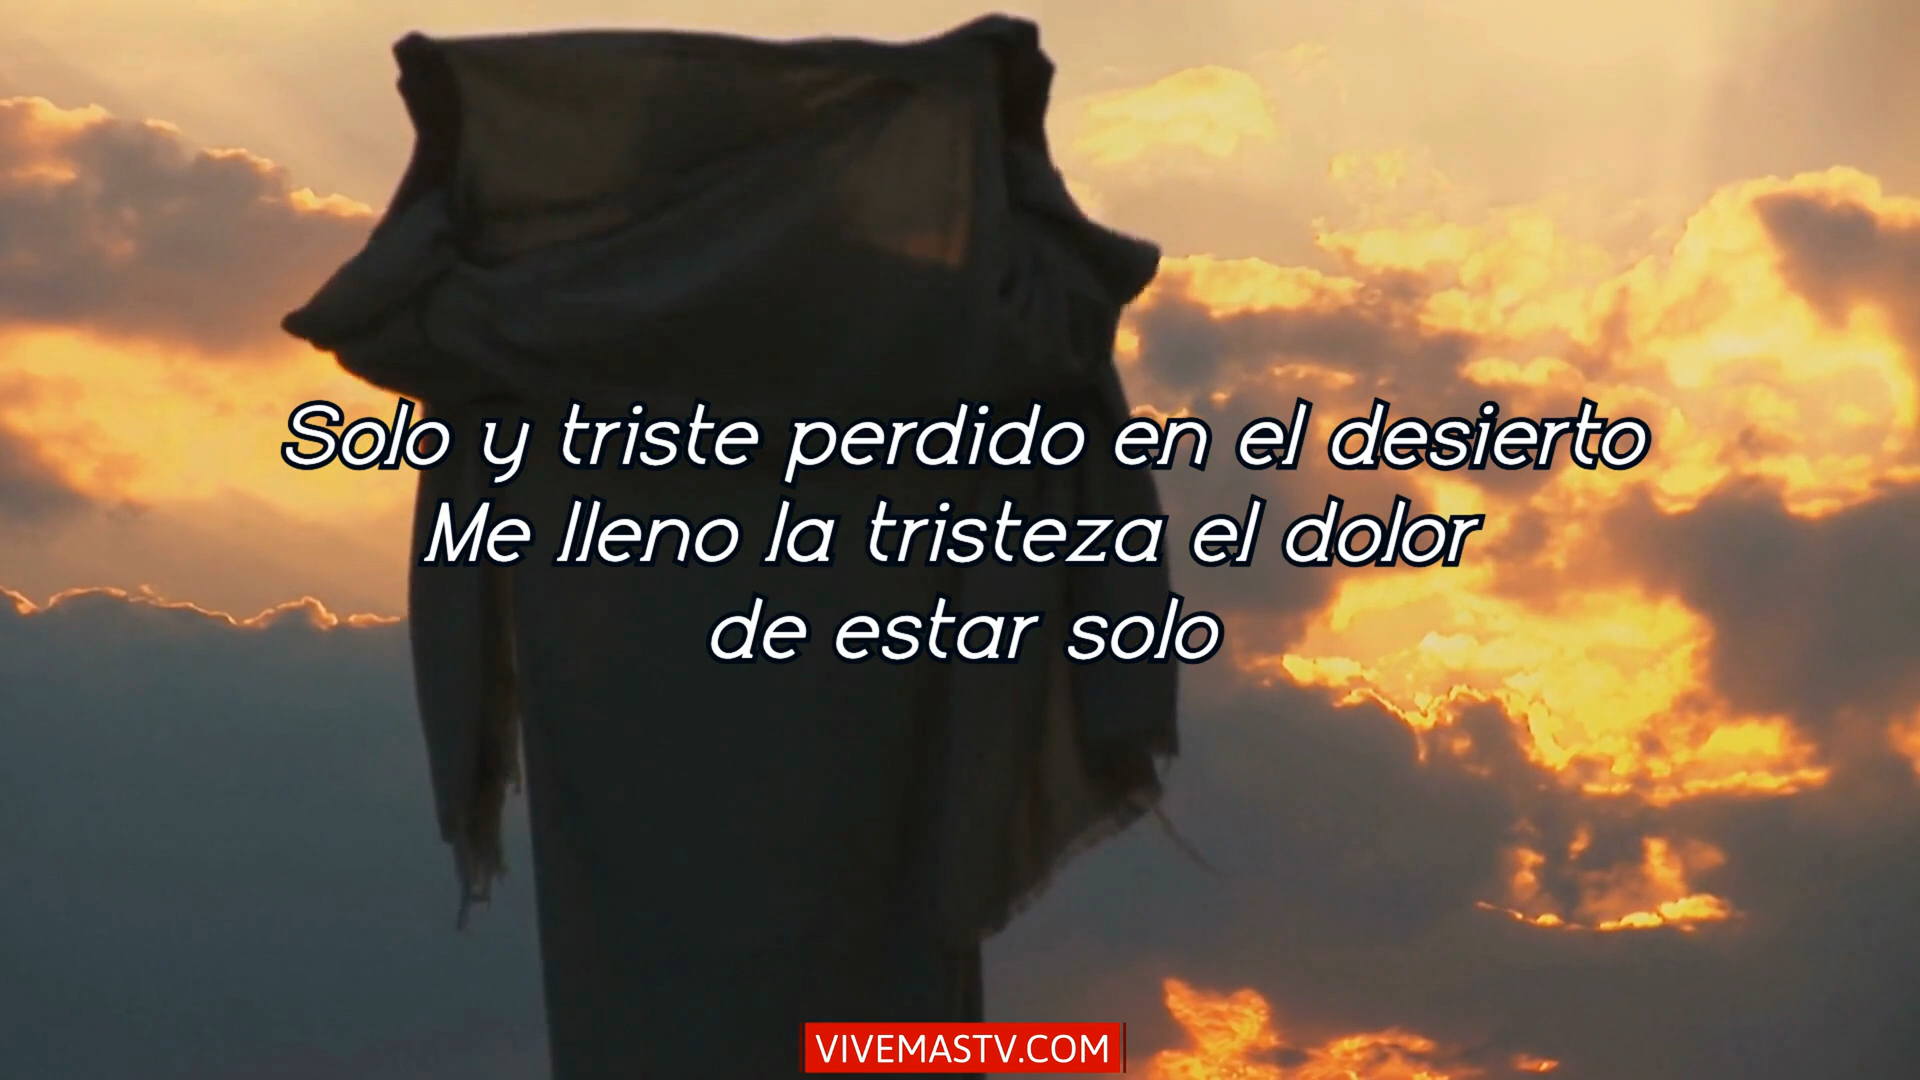 Solo y triste perdido en el desierto
Me lleno la tristeza el dolor
de estar solo
VIVEMASTV.COM